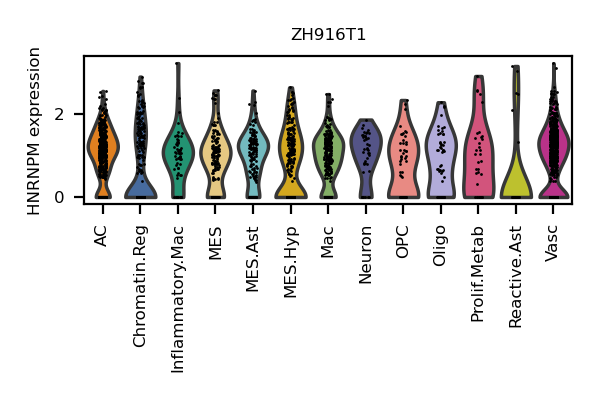 ZH916T1
HNRNPM expression
2
0
AC
Chromatin.Reg
Inflammatory.Mac
MES
MES.Ast
MES.Hyp
Mac
Neuron
OPC
Oligo
Prolif.Metab
Reactive.Ast
Vasc